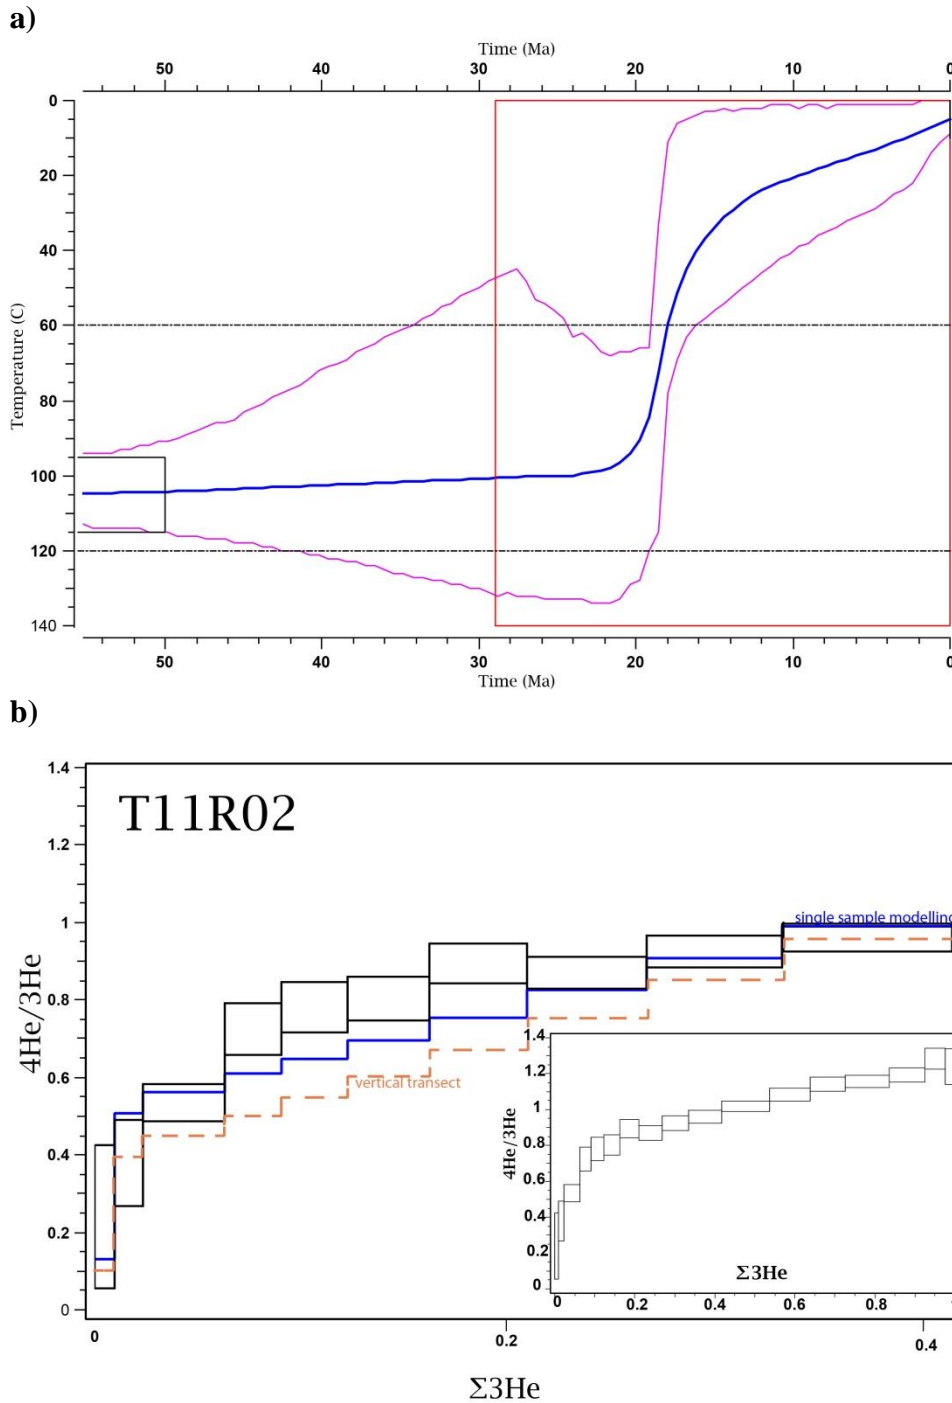 a)
Time (Ma)
50 40 30 20 10 0
0
20
40
60
80
100
120
140
Temperature (C)
50 40 30 20 10 0
Time (Ma)
b)
1.4
1.2
1
0.8
0.6
0.4
0.2
0
4He/3He
T11R02
single sample modelling
vertical transect
1.4
1.2
1
0.8
0.6
0.4
0.2
0
4He/3He
Σ3He
0 0.2 0.4 0.6 0.8
0 0.2 0.4
Σ3He